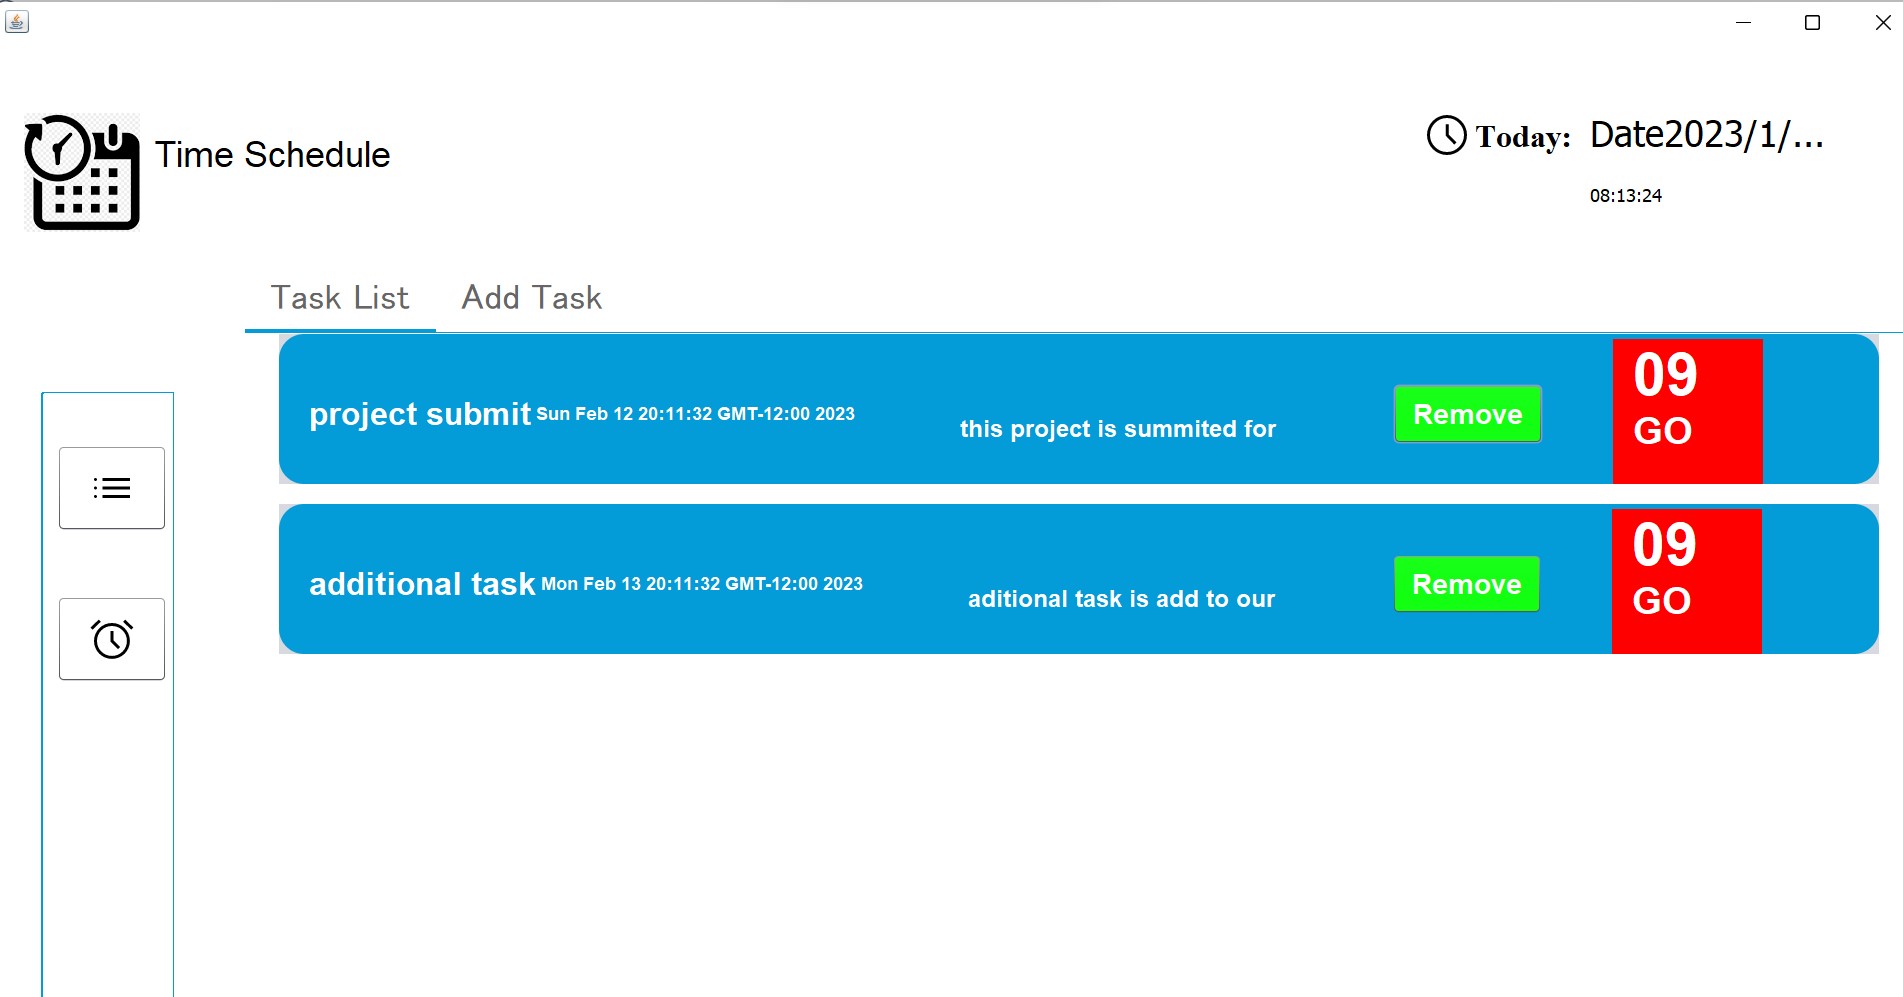 Time Schedule
Today: Date2023/1/...
08:13:24
Task List Add Task
project submit Sun Feb 12 20:11:32 GMT-12:00 2023
this project is summited for
Remove
09
GO
additional task Mon Feb 13 20:11:32 GMT-12:00 2023
aditional task is add to our
Remove
09
GO